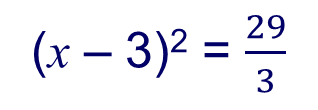 (x − 3)² = 29/3